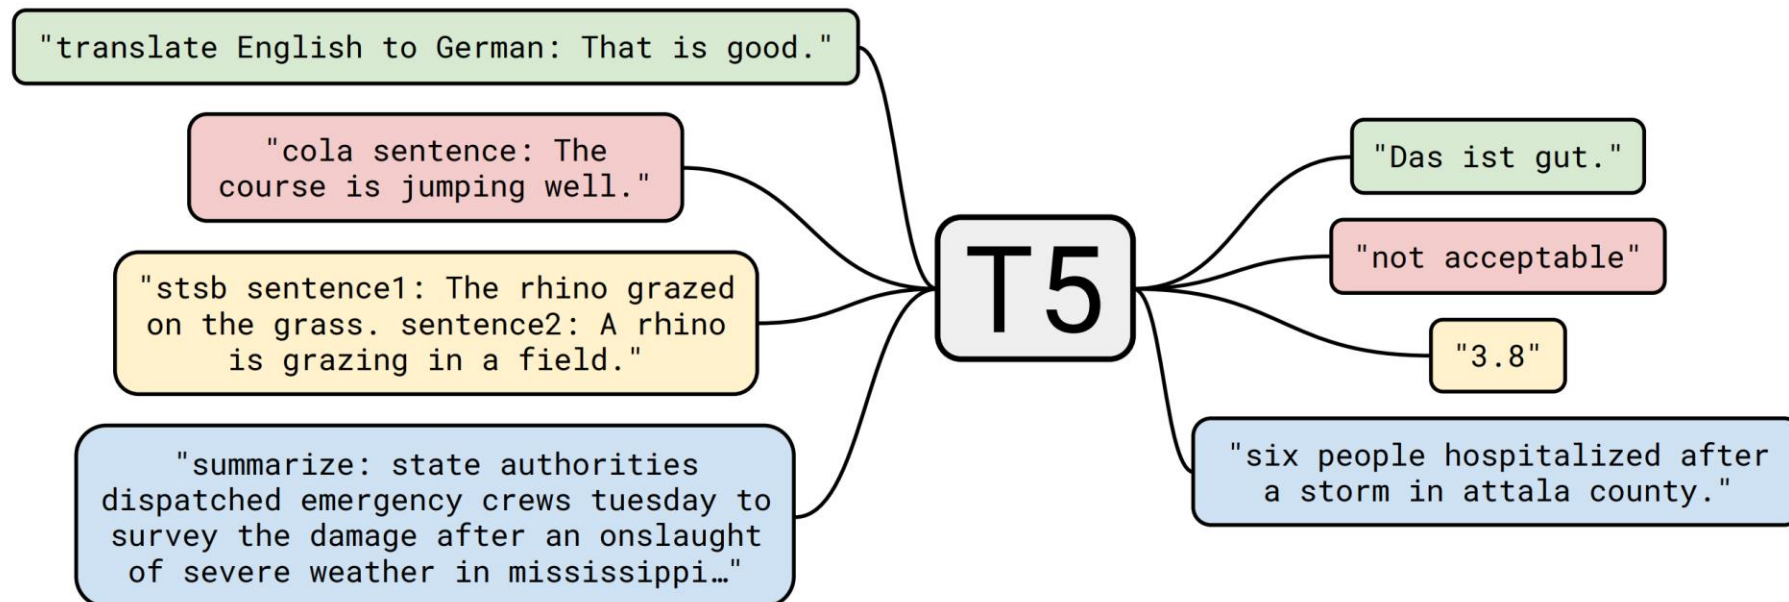 "translate English to German: That is good."
"cola sentence: The
course is jumping well."
"stsb sentence1: The rhino grazed
on the grass. sentence2: A rhino
is grazing in a field."
"summarize: state authorities
dispatched emergency crews tuesday to
survey the damage after an onslaught
of severe weather in mississippi…"
T5
"Das ist gut."
"not acceptable"
"3.8"
"six people hospitalized after
a storm in attala county."